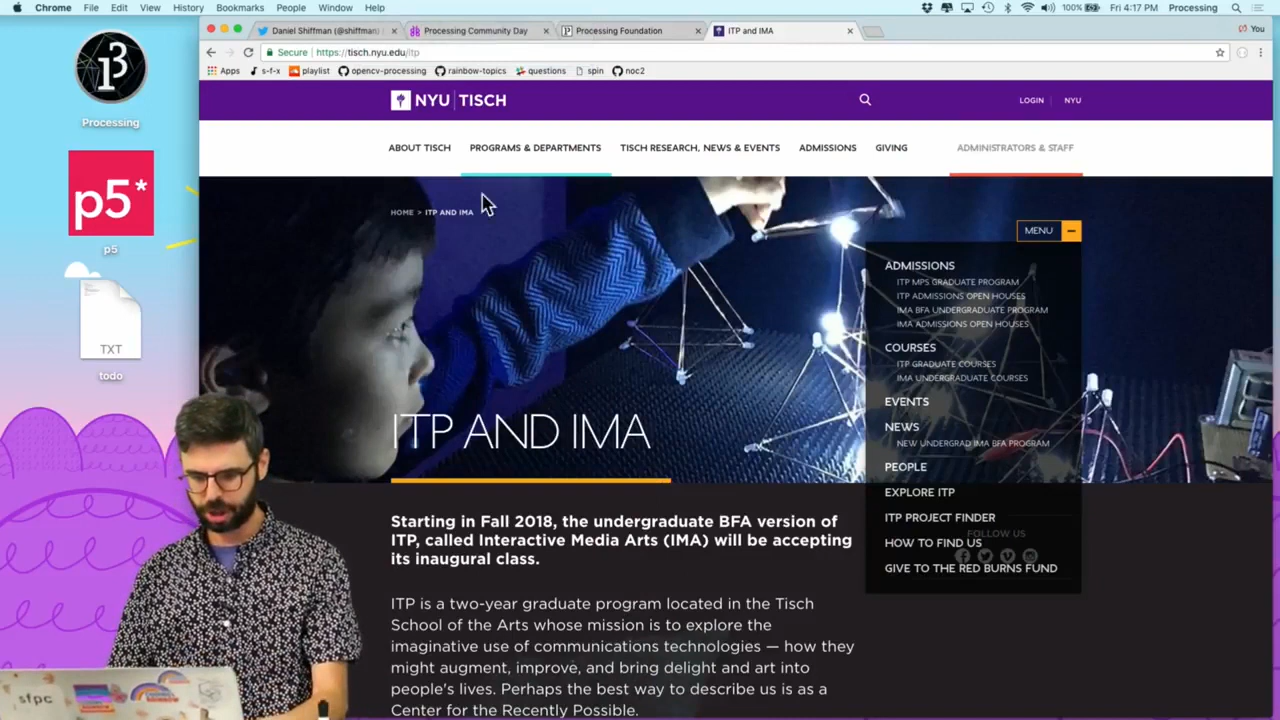 Chrome File Edit View History Bookmarks People Window Help
100% Fri 4:17 PM Processing
Daniel Shiffman (@shiffman) Processing Community Day Processing Foundation ITP and IMA You
Secure https://tisch.nyu.edu/itp
Apps s-f-x playlist opencv-processing rainbow-topics questions spin noc2
Processing
p5*
p5
TXT
todo
NYU TISCH
LOGIN NYU
ABOUT TISCH PROGRAMS & DEPARTMENTS TISCH RESEARCH, NEWS & EVENTS ADMISSIONS GIVING ADMINISTRATORS & STAFF
HOME > ITP AND IMA
MENU
ADMISSIONS
ITP MPS GRADUATE PROGRAM
ITP ADMISSIONS OPEN HOUSES
IMA BFA UNDERGRADUATE PROGRAM
IMA ADMISSIONS OPEN HOUSES
COURSES
ITP GRADUATE COURSES
IMA UNDERGRADUATE COURSES
EVENTS
NEWS
NEW UNDERGRAD IMA BFA PROGRAM
PEOPLE
EXPLORE ITP
ITP PROJECT FINDER
FOLLOW US
HOW TO FIND US
GIVE TO THE RED BURNS FUND
ITP AND IMA
Starting in Fall 2018, the undergraduate BFA version of
ITP, called Interactive Media Arts (IMA) will be accepting
its inaugural class.
ITP is a two-year graduate program located in the Tisch
School of the Arts whose mission is to explore the
imaginative use of communications technologies — how they
might augment, improve, and bring delight and art into
people's lives. Perhaps the best way to describe us is as a
Center for the Recently Possible.
sfpc